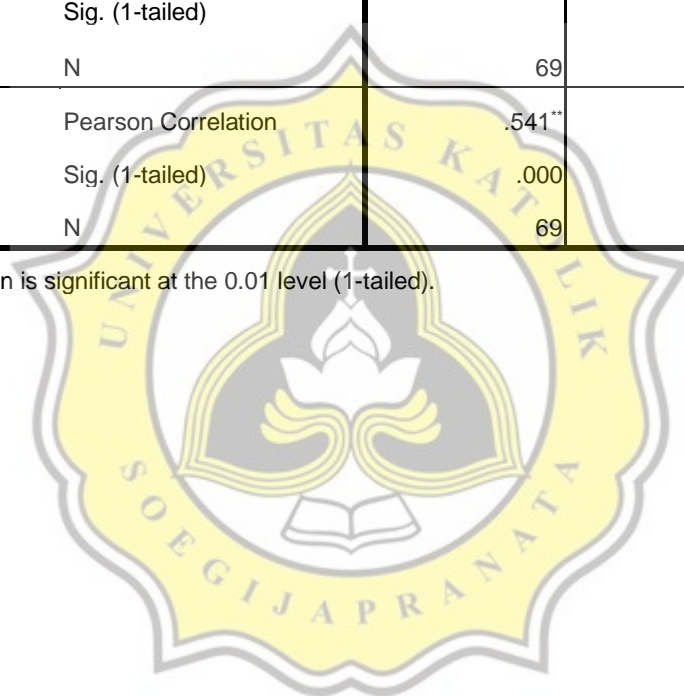 Sig. (1-tailed)
N 69
Pearson Correlation .541**
Sig. (1-tailed) .000
N 69
n is significant at the 0.01 level (1-tailed).
UNIVERSITAS KATOLIK
SOEGIJAPRANATA